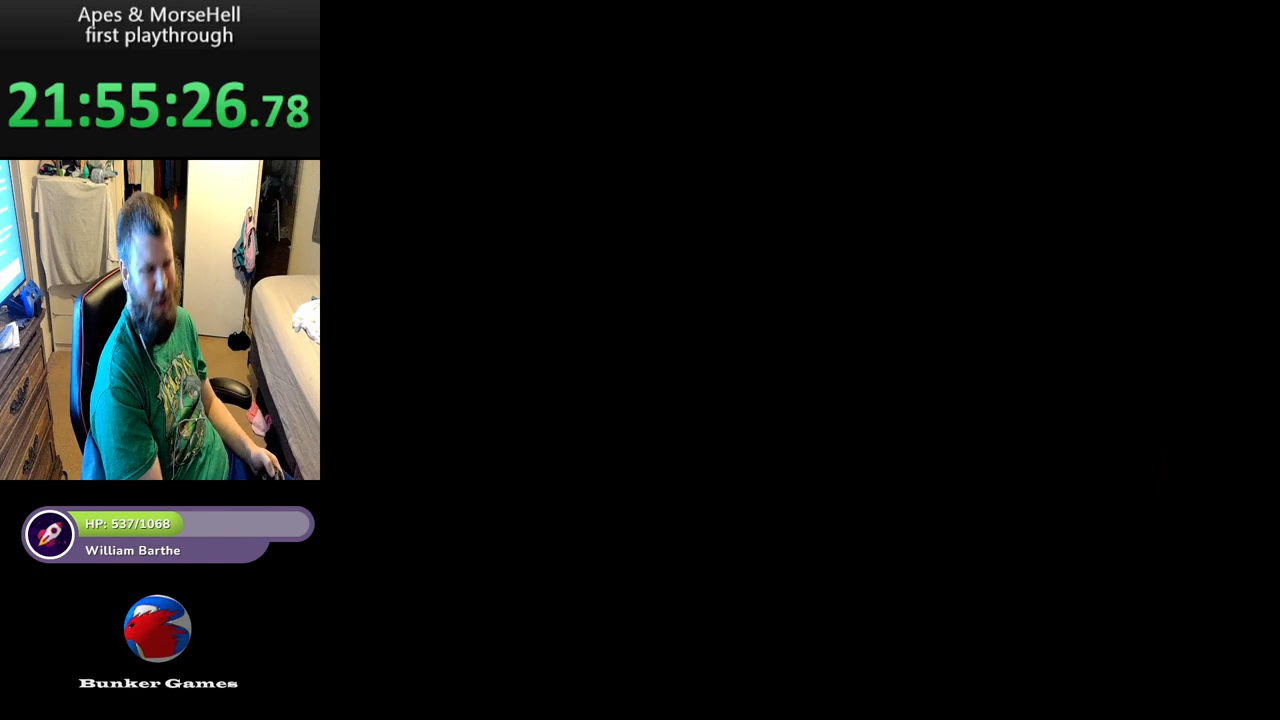 Apes & MorseHell
first playthrough
21:55:26.78
HP: 537/1068
William Barthe
Bunker Games